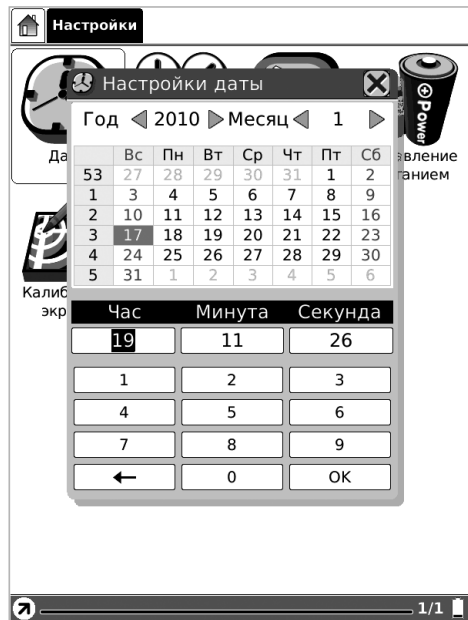 Настройки
Настройки даты
Power
Год 2010 Месяц 1
Да
авление
танием
Вс Пн Вт Ср Чт Пт Сб
53 27 28 29 30 31 1 2
1 3 4 5 6 7 8 9
2 10 11 12 13 14 15 16
3 17 18 19 20 21 22 23
4 24 25 26 27 28 29 30
5 31 1 2 3 4 5 6
Калиб
экр
Час Минута Секунда
19 11 26
1 2 3
4 5 6
7 8 9
0 OK
1/1